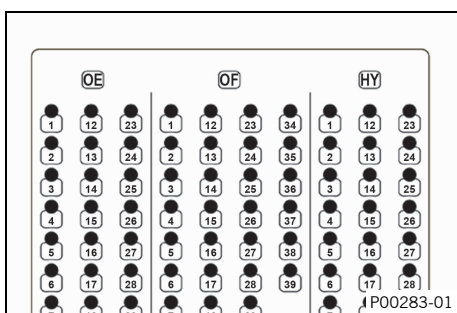 OE OF HY
1 12 23 1 12 23 34 1 12 23
2 13 24 2 13 24 35 2 13 24
3 14 25 3 14 25 36 3 14 25
4 15 26 4 15 26 37 4 15 26
5 16 27 5 16 27 38 5 16 27
6 17 28 6 17 28 39 6 17 28
P00283-01